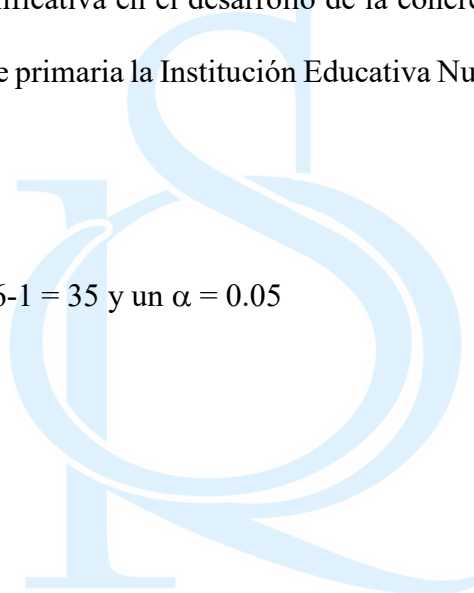 ificativa en el desarrollo de la
e primaria la Institución Educativa
6-1 = 35 y un α = 0.05